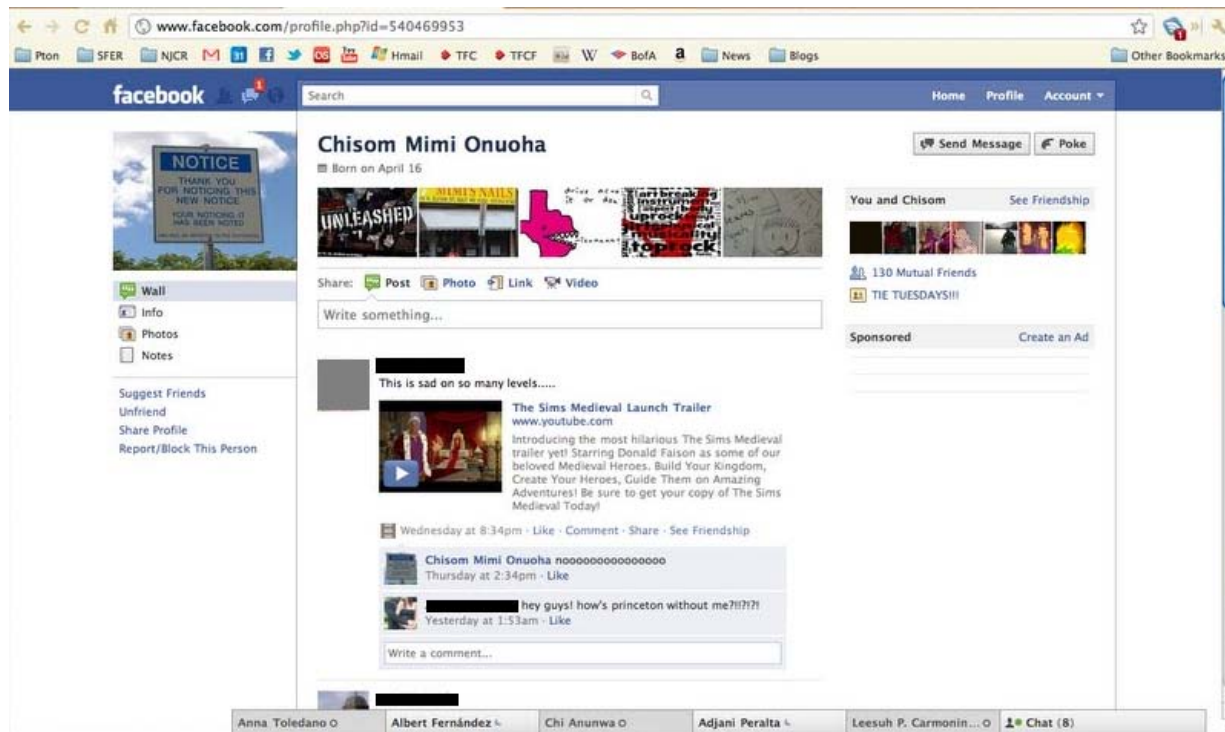 www.facebook.com/profile.php?id=540469953
Pton SFER NJCR 31 Hmail TFC TFCF W BofA a News Blogs Other Bookmarks
facebook 1 Search Home Profile Account
NOTICE
THANK YOU
FOR NOTICING THIS
NEW NOTICE
YOUR NOTICING IT
HAS BEEN NOTED
Chisom Mimi Onuoha
Send Message Poke
Born on April 16
UNLEASHED MIMI'S NAILS
breaking
instrument
uprock
musicality
toprock
You and Chisom See Friendship
130 Mutual Friends
TIE TUESDAYS!!!
Sponsored Create an Ad
Wall
Info
Photos
Notes
Suggest Friends
Unfriend
Share Profile
Report/Block This Person
Share: Post Photo Link Video
Write something...
This is sad on so many levels.....
The Sims Medieval Launch Trailer
www.youtube.com
Introducing the most hilarious The Sims Medieval
trailer yet! Starring Donald Faison as some of our
beloved Medieval Heroes. Build Your Kingdom,
Create Your Heroes, Guide Them on Amazing
Adventures! Be sure to get your copy of The Sims
Medieval Today!
Wednesday at 8:34pm · Like · Comment · Share · See Friendship
Chisom Mimi Onuoha nooooooooooooooo
Thursday at 2:34pm · Like
hey guys! how's princeton without me?!!?!?!
Yesterday at 1:53am · Like
Write a comment...
Anna Toledano Albert Fernández Chi Anunwa Adjani Peralta Leesuh P. Carmonin... Chat (8)